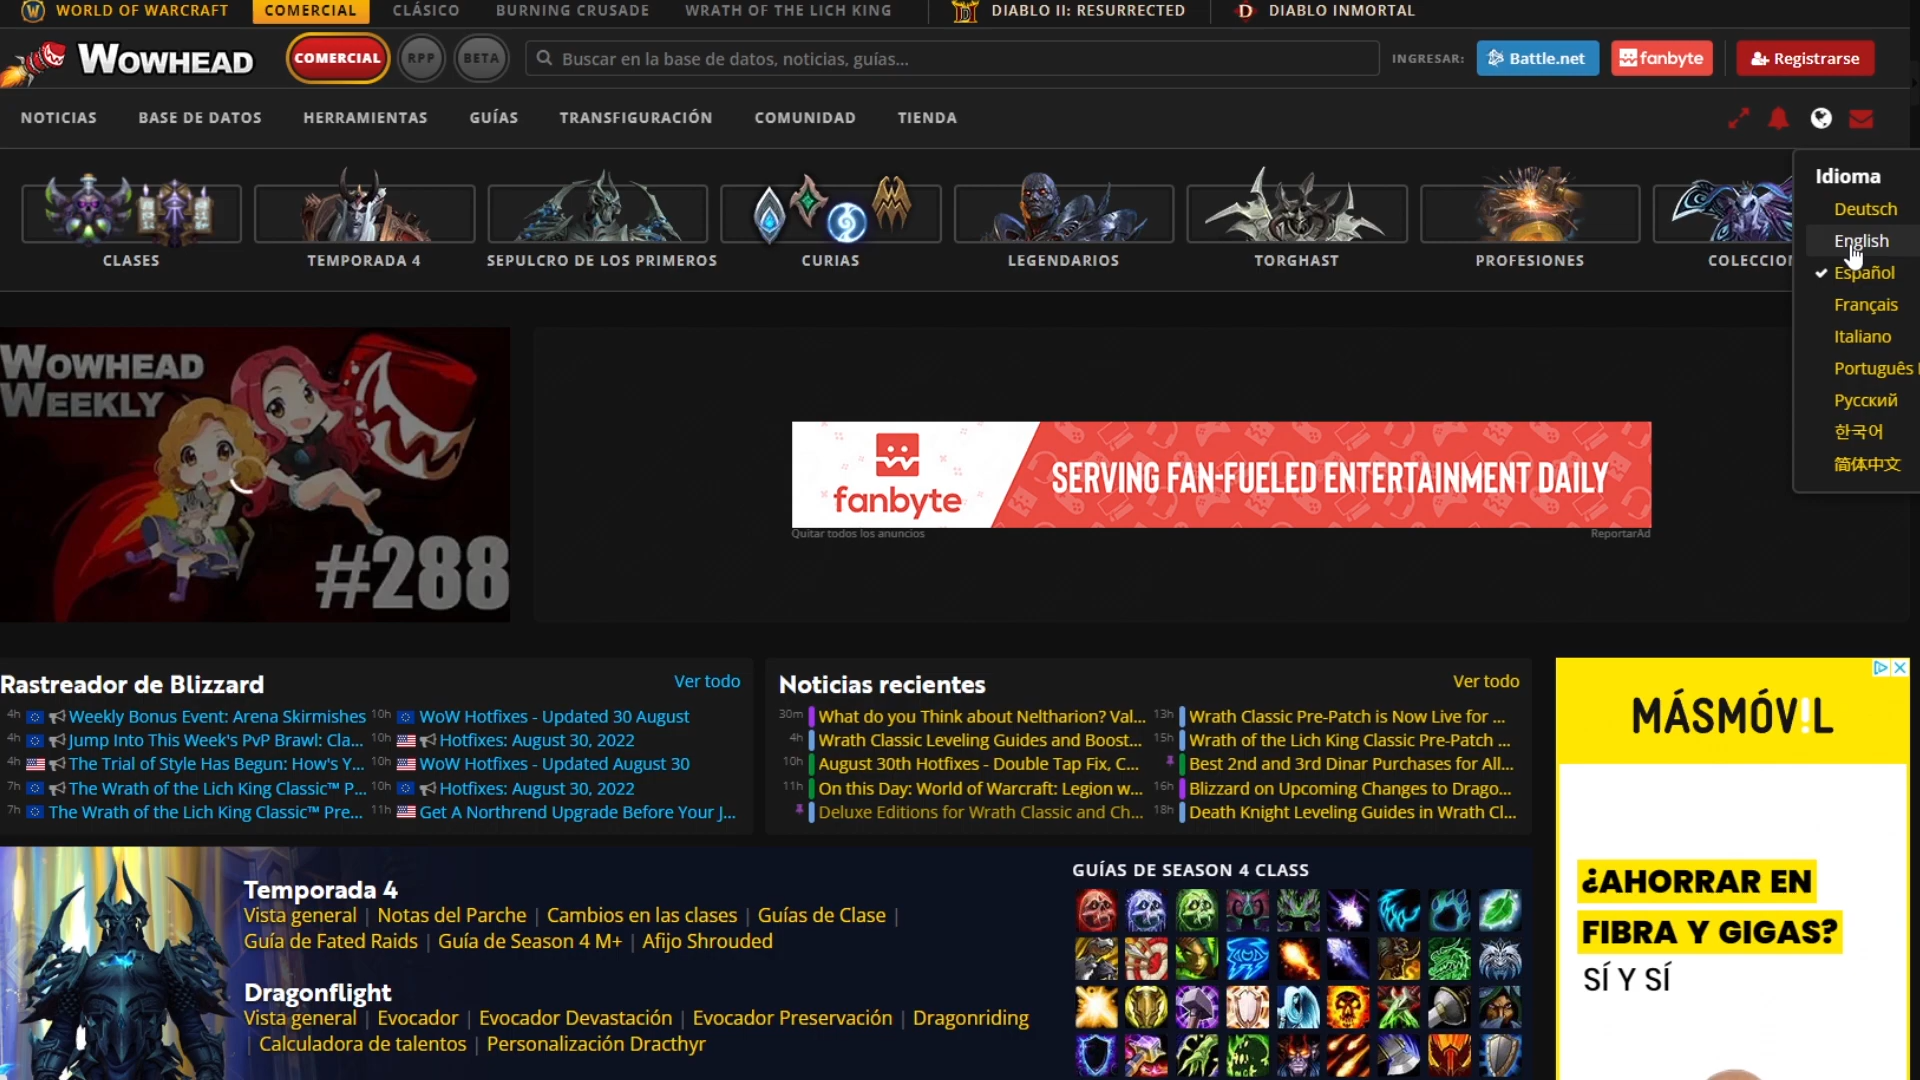 WORLD OF WARCRAFT COMERCIAL CLÁSICO BURNING CRUSADE WRATH OF THE LICH KING DIABLO II: RESURRECTED DIABLO INMORTAL
WOWHEAD COMERCIAL RPP BETA Buscar en la base de datos, noticias, guías... INGRESAR: Battle.net fanbyte Registrarse
NOTICIAS BASE DE DATOS HERRAMIENTAS GUÍAS TRANSFIGURACIÓN COMUNIDAD TIENDA
CLASES TEMPORADA 4 SEPULCRO DE LOS PRIMEROS CURIAS LEGENDARIOS TORGHAST PROFESIONES
Idioma
Deutsch
English
Español
Français
Italiano
Português
Русский
한국어
简体中文
WOWHEAD
WEEKLY
#288
fanbyte
SERVING FAN-FUELED ENTERTAINMENT DAILY
Quitar todos los anuncios ReportarAd
Rastreador de Blizzard Ver todo
4h Weekly Bonus Event: Arena Skirmishes
4h Jump Into This Week's PvP Brawl: Cla...
4h The Trial of Style Has Begun: How's Y...
7h The Wrath of the Lich King Classic™ P...
7h The Wrath of the Lich King Classic™ Pre...
10h WoW Hotfixes - Updated 30 August
10h Hotfixes: August 30, 2022
10h WoW Hotfixes - Updated August 30
10h Hotfixes: August 30, 2022
11h Get A Northrend Upgrade Before Your J...
Noticias recientes Ver todo
30m What do you Think about Neltharion? Val...
4h Wrath Classic Leveling Guides and Boost...
10h August 30th Hotfixes - Double Tap Fix, C...
11h On this Day: World of Warcraft: Legion w...
Deluxe Editions for Wrath Classic and Ch...
13h Wrath Classic Pre-Patch is Now Live for ...
15h Wrath of the Lich King Classic Pre-Patch ...
Best 2nd and 3rd Dinar Purchases for All...
16h Blizzard on Upcoming Changes to Drago...
18h Death Knight Leveling Guides in Wrath Cl...
Temporada 4
Vista general | Notas del Parche | Cambios en las clases | Guías de Clase |
Guía de Fated Raids | Guía de Season 4 M+ | Afijo Shrouded
Dragonflight
Vista general | Evocador | Evocador Devastación | Evocador Preservación | Dragonriding
| Calculadora de talentos | Personalización Dracthyr
GUÍAS DE SEASON 4 CLASS
MÁSMÓVIL
¿AHORRAR EN
FIBRA Y GIGAS?
SÍ Y SÍ